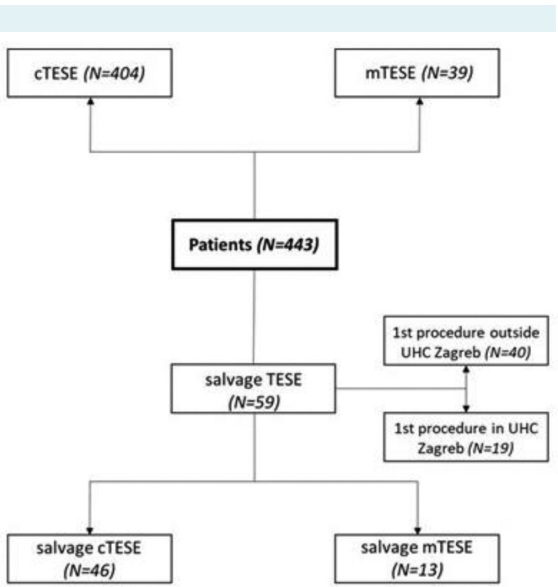 cTESE (N=404)
mTESE (N=39)
Patients (N=443)
1st procedure outside
UHC Zagreb (N=40)
salvage TESE
(N=59)
1st procedure in UHC
Zagreb (N=19)
salvage cTESE
(N=46)
salvage mTESE
(N=13)